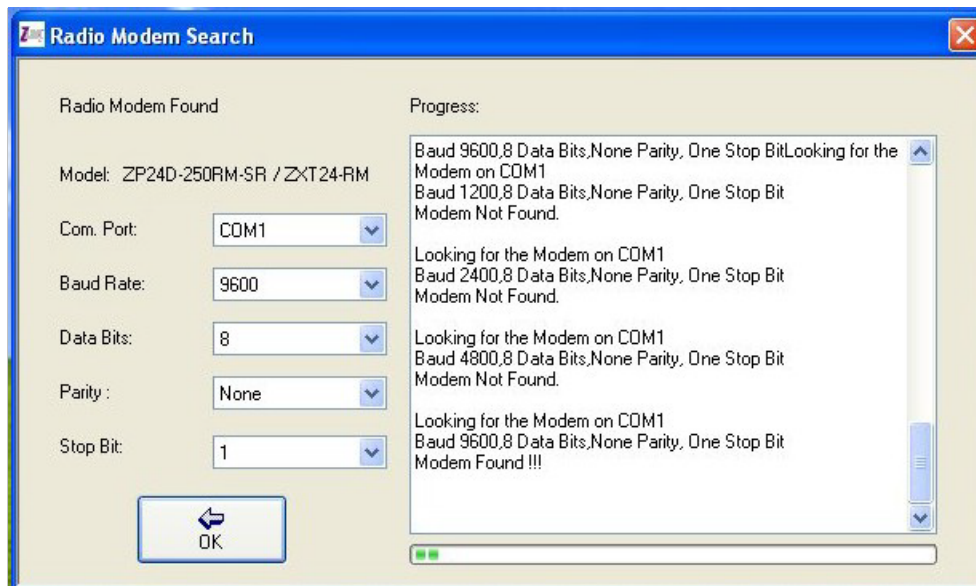 Radio Modem Search
Radio Modem Found
Model: ZP24D-250RM-SR / ZXT24-RM
Com. Port: COM1
Baud Rate: 9600
Data Bits: 8
Parity : None
Stop Bit: 1
OK
Progress:
Baud 9600,8 Data Bits,None Parity, One Stop BitLooking for the
Modem on COM1
Baud 1200,8 Data Bits,None Parity, One Stop Bit
Modem Not Found.
Looking for the Modem on COM1
Baud 2400,8 Data Bits,None Parity, One Stop Bit
Modem Not Found.
Looking for the Modem on COM1
Baud 4800,8 Data Bits,None Parity, One Stop Bit
Modem Not Found.
Looking for the Modem on COM1
Baud 9600,8 Data Bits,None Parity, One Stop Bit
Modem Found !!!